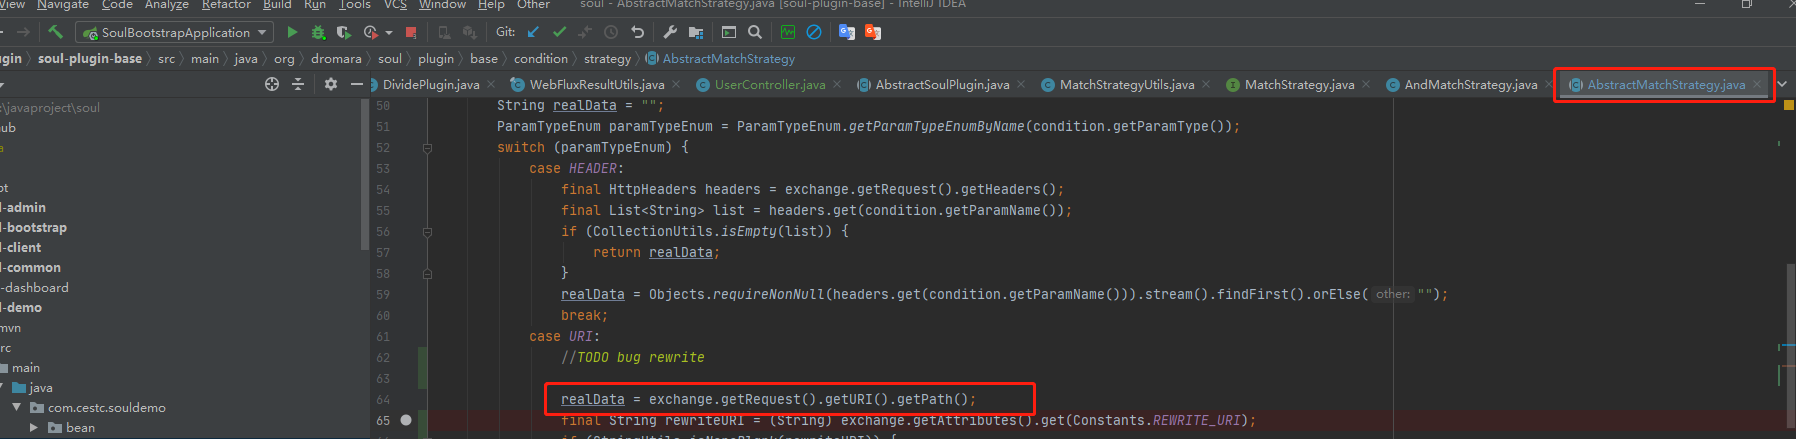 View Navigate Code Analyze Refactor Build Run Tools VCS Window Help Other soul - AbstractMatchStrategy.java [soul-plugin-base] - IntelliJ IDEA
SoulBootstrapApplication Git:
lugin soul-plugin-base src main java org dromara soul plugin base condition strategy AbstractMatchStrategy
DividePlugin.java WebFluxResultUtils.java UserController.java AbstractSoulPlugin.java MatchStrategyUtils.java MatchStrategy.java AndMatchStrategy.java AbstractMatchStrategy.java
:\javaproject\soul
ub
a
pt
l-admin
l-bootstrap
l-client
l-common
-dashboard
l-demo
mvn
rc
main
java
com.cestc.souldemo
bean
50 String realData = "";
51 ParamTypeEnum paramTypeEnum = ParamTypeEnum.getParamTypeEnumByName(condition.getParamType());
52 switch (paramTypeEnum) {
53 case HEADER:
54 final HttpHeaders headers = exchange.getRequest().getHeaders();
55 final List<String> list = headers.get(condition.getParamName());
56 if (CollectionUtils.isEmpty(list)) {
57 return realData;
58 }
59 realData = Objects.requireNonNull(headers.get(condition.getParamName())).stream().findFirst().orElse( other: "");
60 break;
61 case URI:
62 //TODO bug rewrite
63
64 realData = exchange.getRequest().getURI().getPath();
65 final String rewriteURI = (String) exchange.getAttributes().get(Constants.REWRITE_URI);
66 if (StringUtils.isNoneBlank(rewriteURI)) {